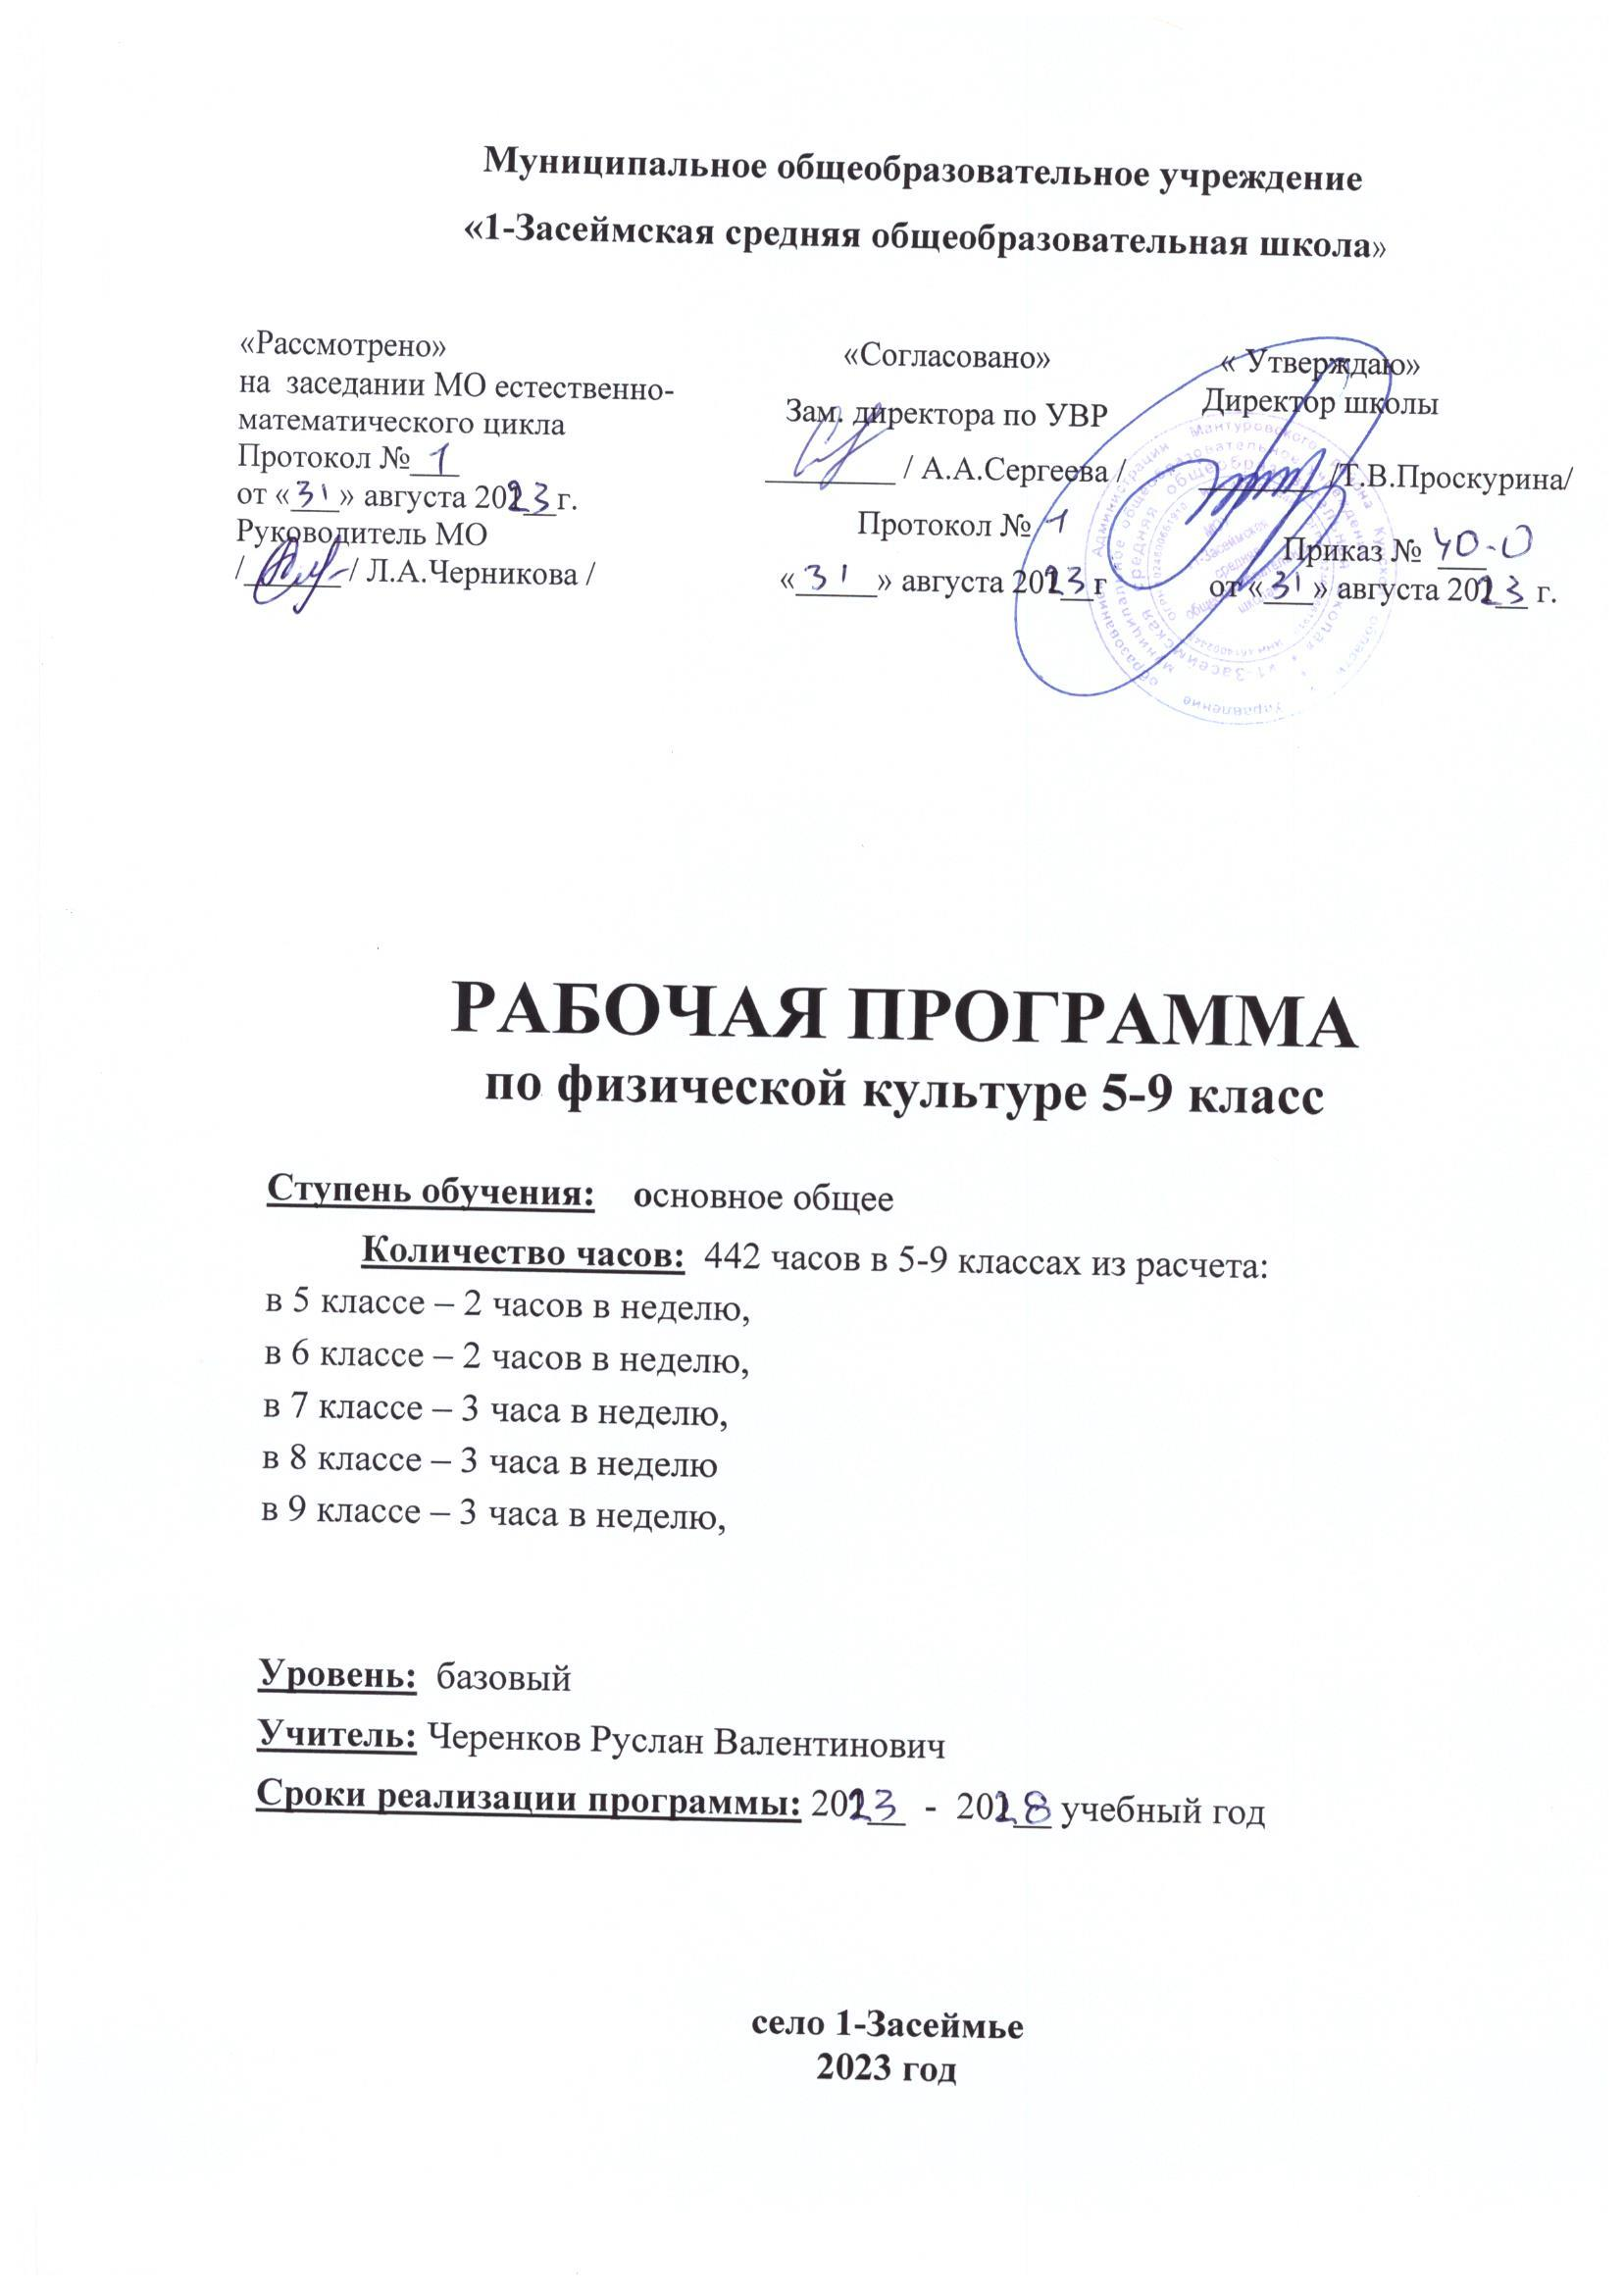 Муниципальное общеобразовательное учреждение
«1-Засеймская средняя общеобразовательная школа»
«Рассмотрено»
на заседании МО естественно-
математического цикла
Протокол № 1
от «31» августа 2023 г.
Руководитель МО
/______/ Л.А.Черникова /
«Согласовано»
Зам. директора по УВР
________ / А.А.Сергеева /
Протокол № 1
«31» августа 2023 г
« Утверждаю»
Директор школы
_______ /Т.В.Проскурина/
Приказ № 40-О
от «31» августа 2023 г.
РАБОЧАЯ ПРОГРАММА
по физической культуре 5-9 класс
Ступень обучения: основное общее
Количество часов: 442 часов в 5-9 классах из расчета:
в 5 классе – 2 часов в неделю,
в 6 классе – 2 часов в неделю,
в 7 классе – 3 часа в неделю,
в 8 классе – 3 часа в неделю
в 9 классе – 3 часа в неделю,
Уровень: базовый
Учитель: Черенков Руслан Валентинович
Сроки реализации программы: 2023 - 2028 учебный год
село 1-Засеймье
2023 год